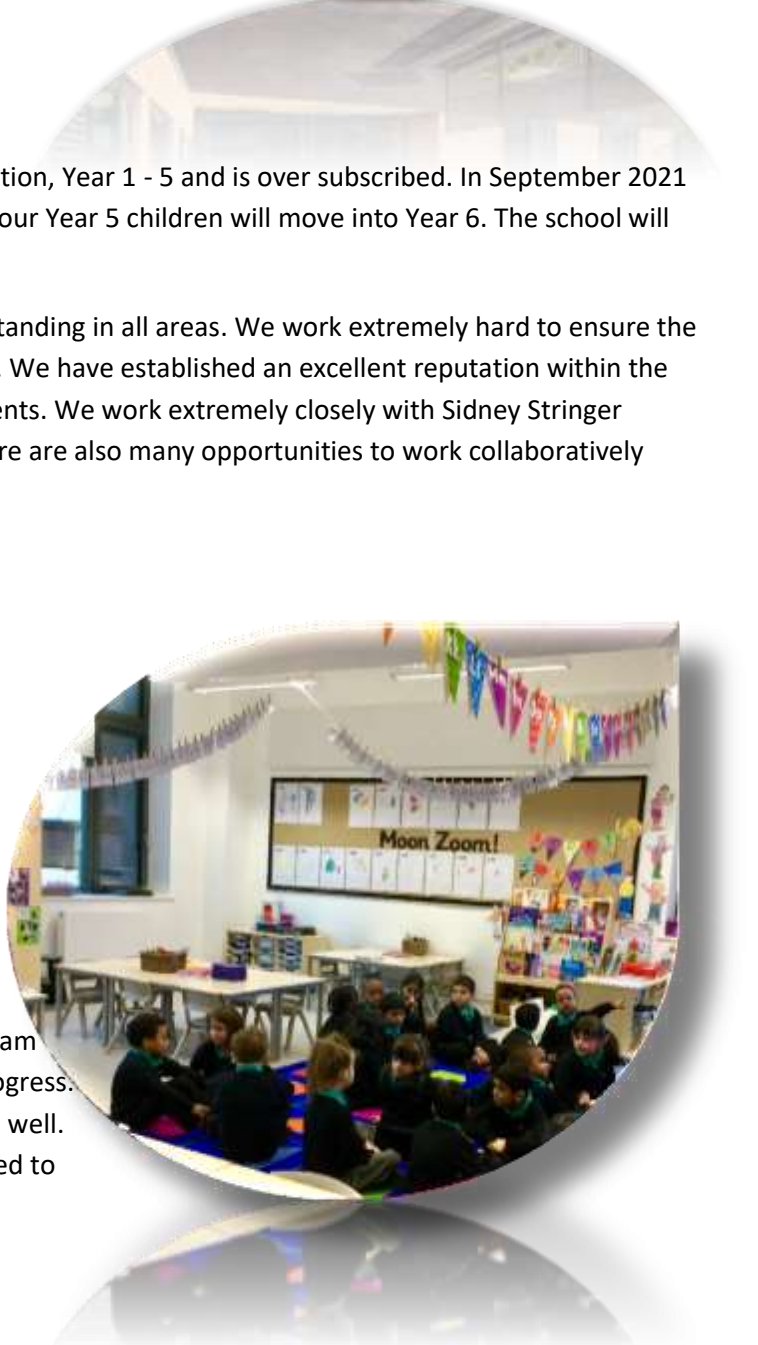 tion, Year 1 - 5 and is over subscribed. In September 2021
our Year 5 children will move into Year 6. The school will
tanding in all areas. We work extremely hard to ensure the
. We have established an excellent reputation within the
ents. We work extremely closely with Sidney Stringer
re are also many opportunities to work collaboratively
Moon Zoom!
am
ogress.
well.
ed to